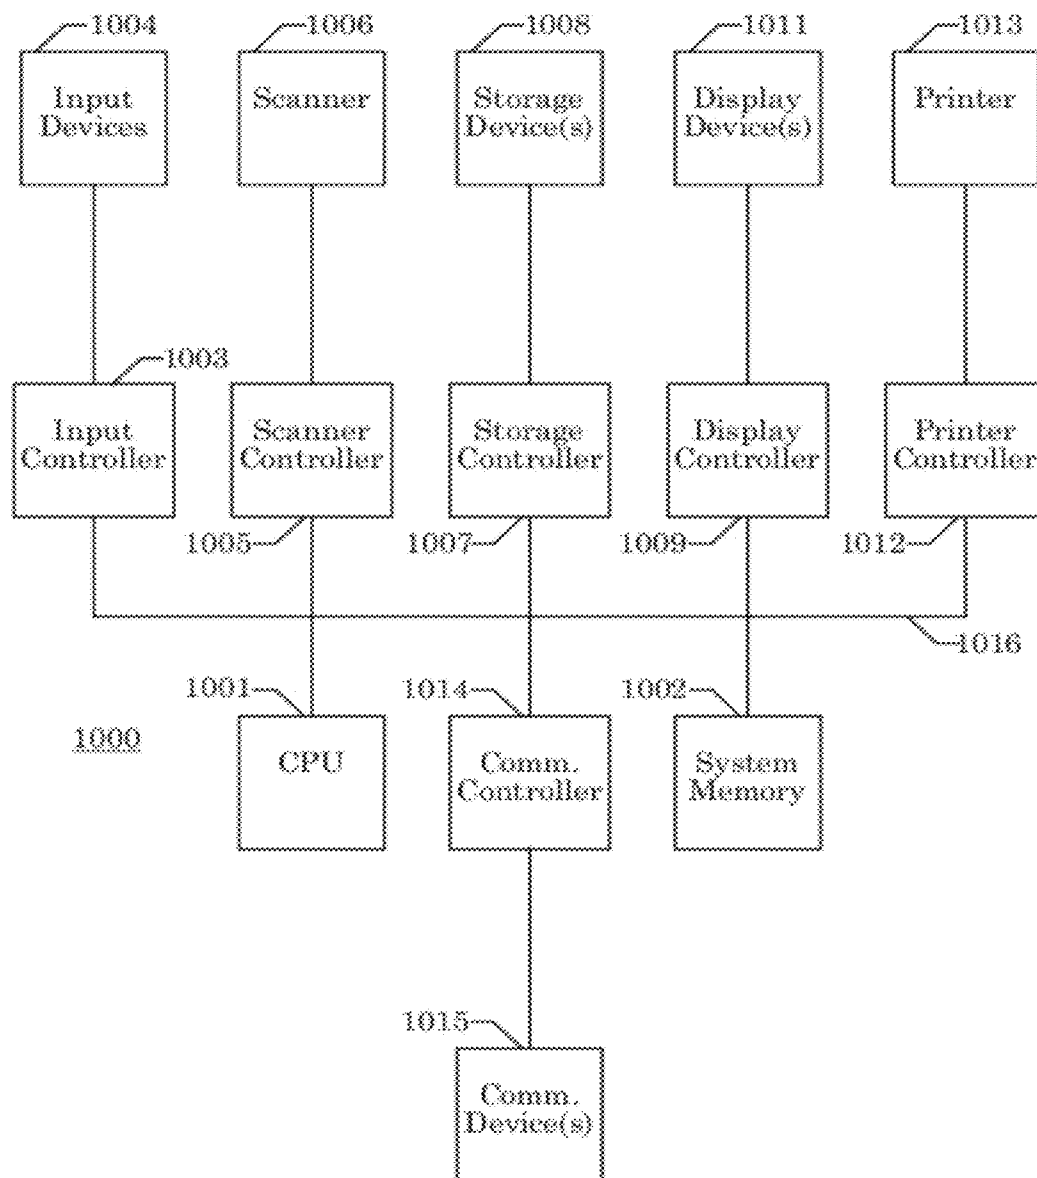 1004
1006
1008
1011
1013
Input
Devices
Scanner
Storage
Device(s)
Display
Device(s)
Printer
1003
Input
Controller
Scanner
Controller
Storage
Controller
Display
Controller
Printer
Controller
1005
1007
1009
1012
1016
1001
1014
1002
1000
CPU
Comm.
Controller
System
Memory
1015
Comm.
Device(s)